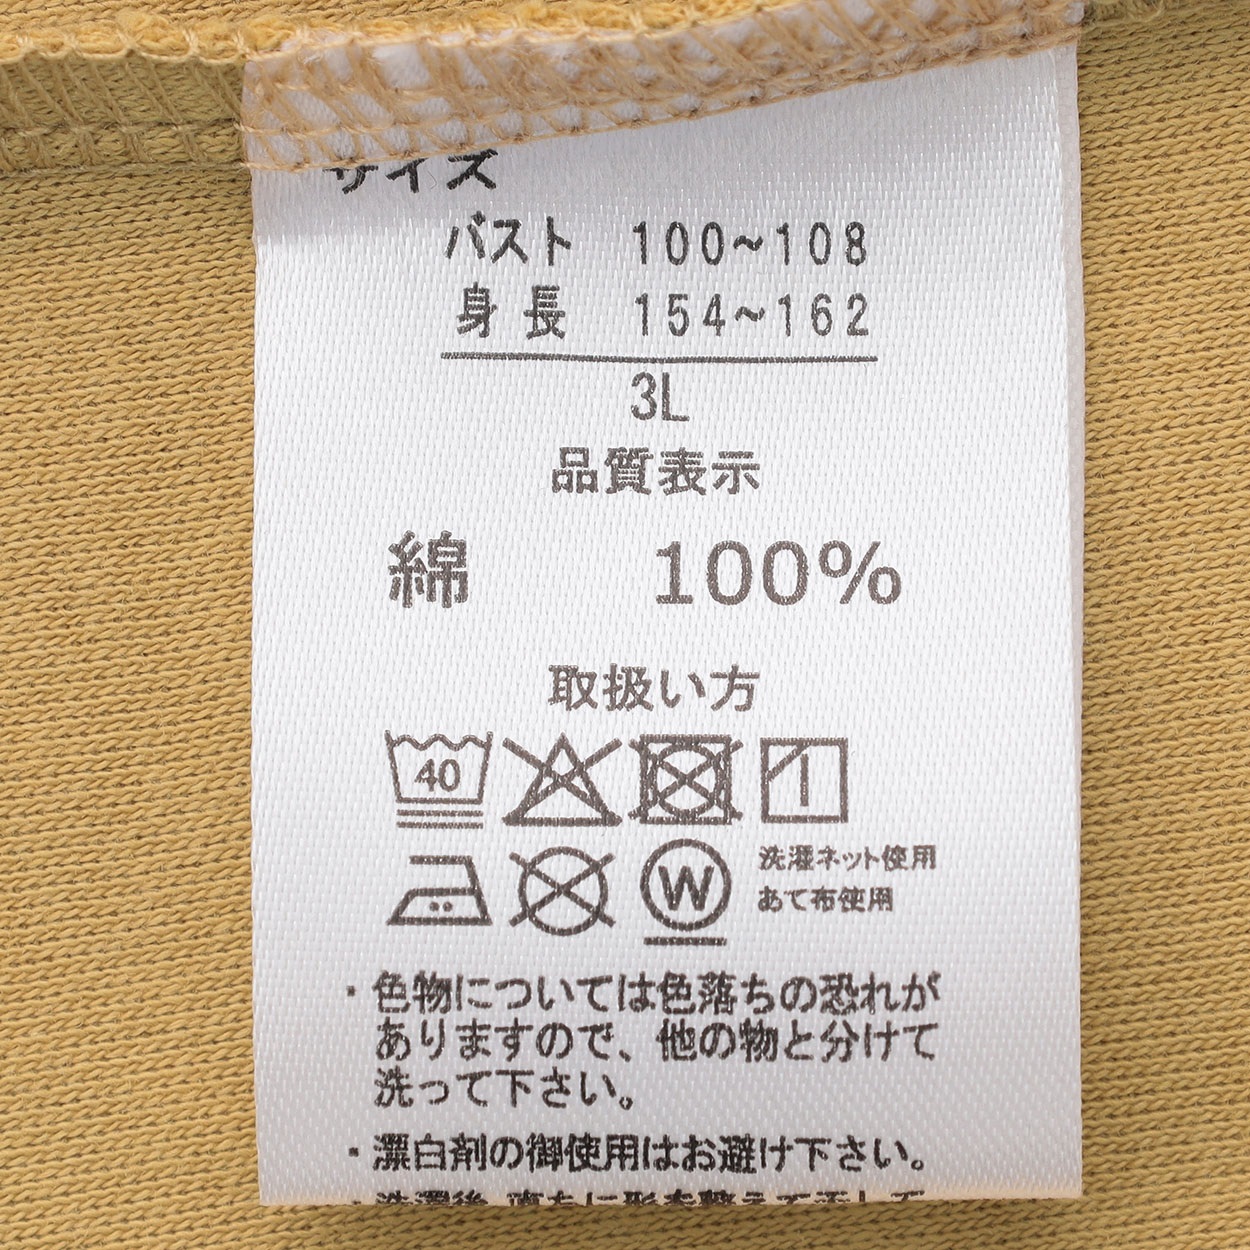 サイズ
バスト 100~108
身長 154~162
3L
品質表示
綿 100%
取扱い方
40
W
洗濯ネット使用
あて布使用
・色物については色落ちの恐れが
ありますので、他の物と分けて
洗って下さい。
・漂白剤の御使用はお避け下さい。